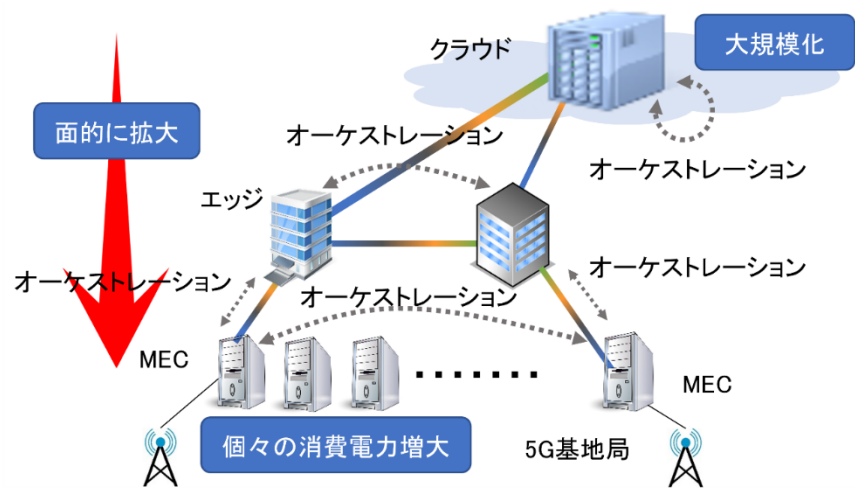 クラウド
大規模化
面的に拡大
オーケストレーション
オーケストレーション
エッジ
オーケストレーション
オーケストレーション
オーケストレーション
MEC
MEC
個々の消費電力増大
5G基地局